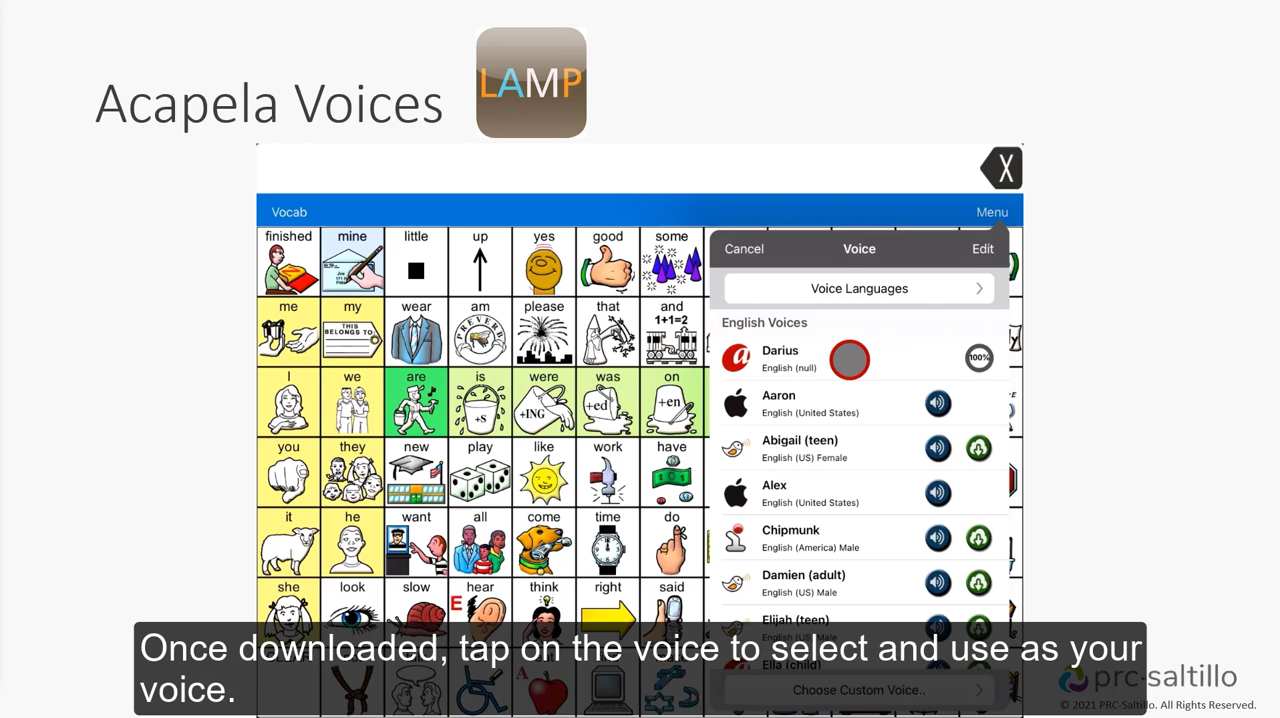 Acapela Voices
LAMP
X
Vocab
Menu
finished mine little up yes good some
Cancel Voice Edit
Voice Languages
me my wear am please that and
THIS BELONGS TO
PREVER
1+1=2
English Voices
Darius
English (null)
100%
I we are is were was on
+S +ING +ed +en
Aaron
English (United States)
Abigail (teen)
English (US) Female
you they new play like work have
Alex
English (United States)
it he want all come time do
Chipmunk
English (America) Male
she look slow hear think right said
E
Damien (adult)
English (US) Male
Elijah (teen)
English (US) Male
Ella (child)
A
Choose Custom Voice..
Once downloaded, tap on the voice to select and use as your
voice.
prc-saltillo
© 2021 PRC-Saltillo. All Rights Reserved.